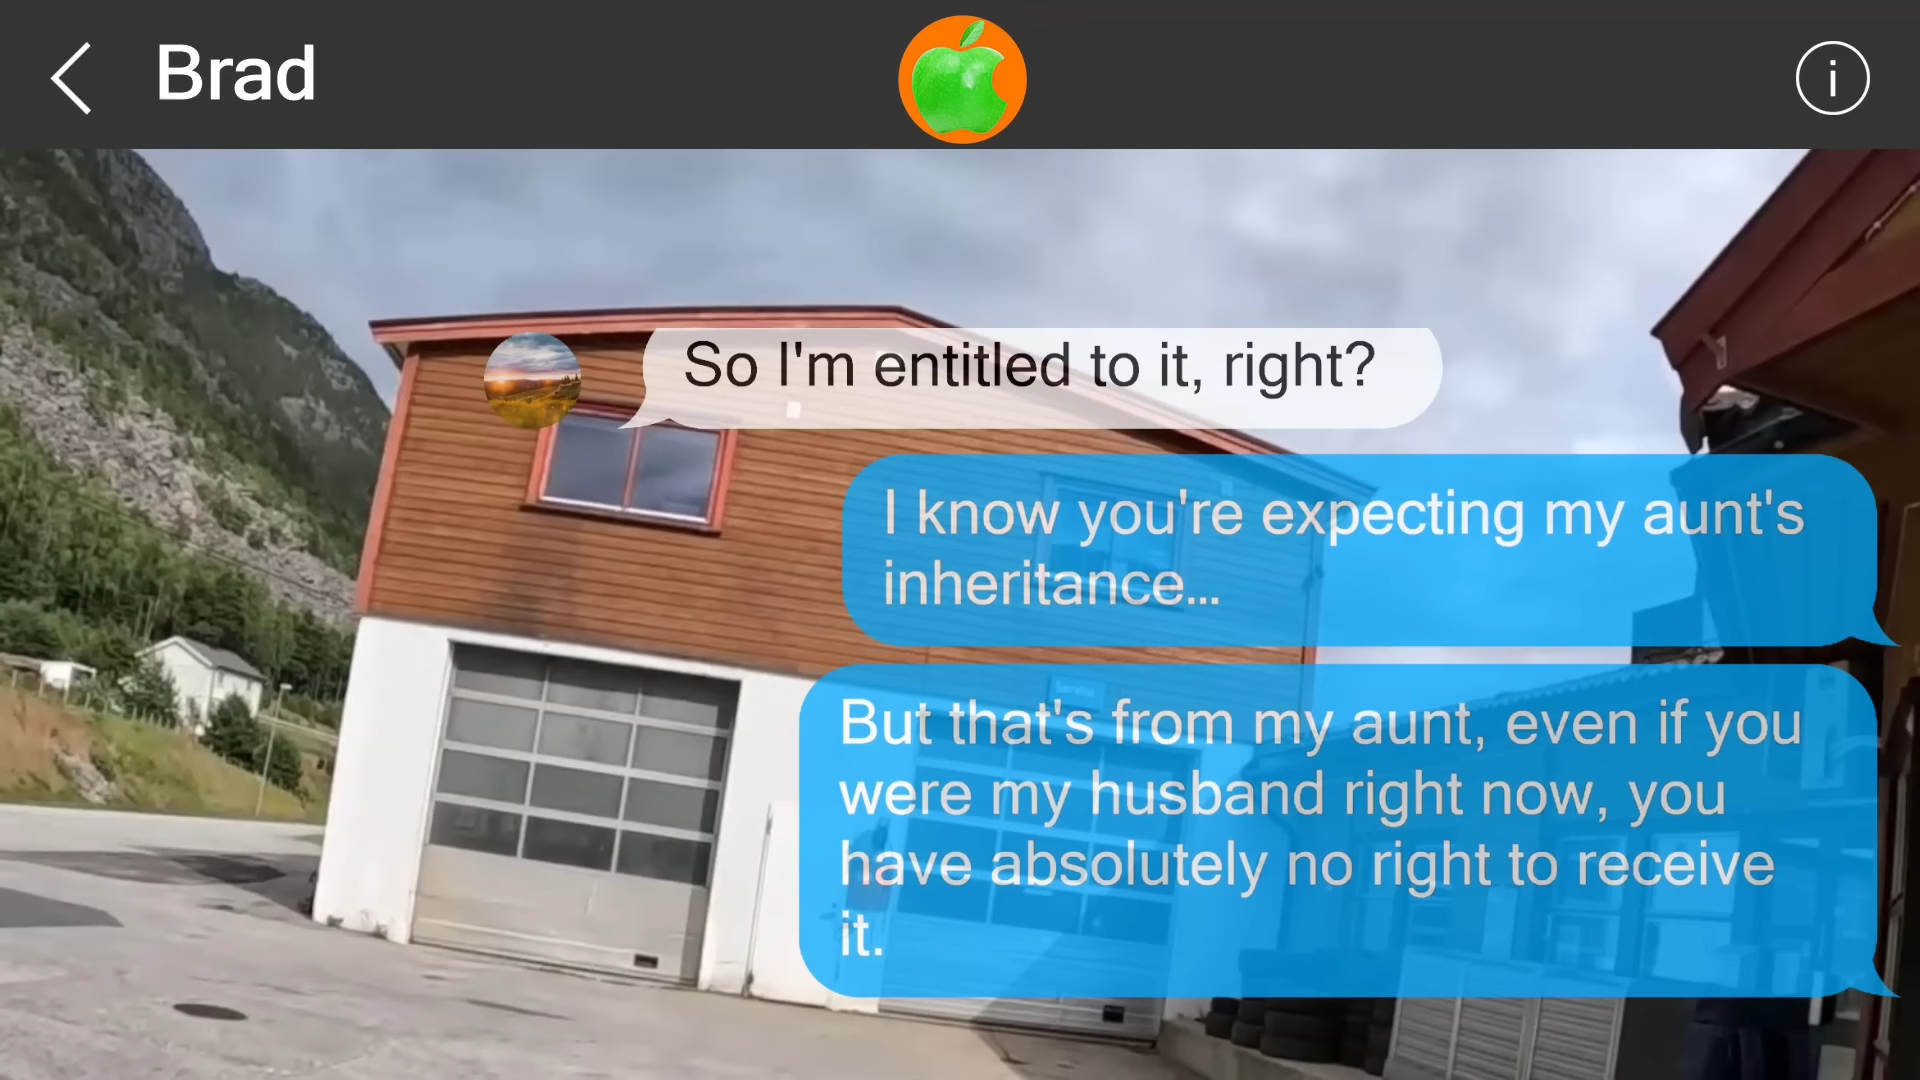 Brad
i
So I'm entitled to it, right?
I know you're expecting my aunt's
inheritance...
But that's from my aunt, even if you
were my husband right now, you
have absolutely no right to receive
it.